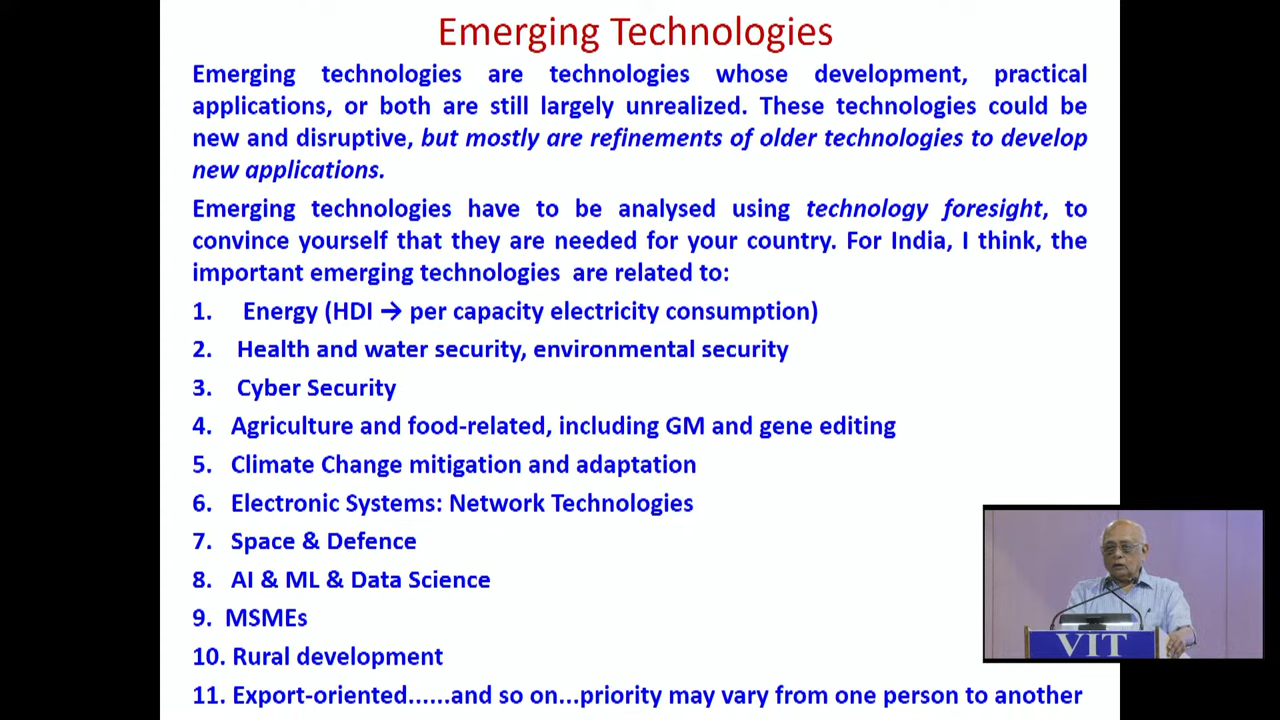 Emerging Technologies
Emerging technologies are technologies whose development, practical
applications, or both are still largely unrealized. These technologies could be
new and disruptive, but mostly are refinements of older technologies to develop
new applications.
Emerging technologies have to be analysed using technology foresight, to
convince yourself that they are needed for your country. For India, I think, the
important emerging technologies are related to:
1. Energy (HDI → per capacity electricity consumption)
2. Health and water security, environmental security
3. Cyber Security
4. Agriculture and food-related, including GM and gene editing
5. Climate Change mitigation and adaptation
6. Electronic Systems: Network Technologies
7. Space & Defence
8. AI & ML & Data Science
9. MSMEs
10. Rural development
11. Export-oriented......and so on...priority may vary from one person to another
VIT